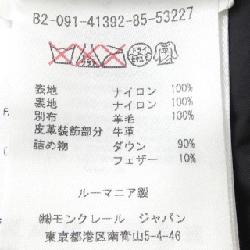 82-091-41392-85-53227
表地 ナイロン 100%
裏地 ナイロン 100%
別布 羊毛 100%
皮革装飾部分 牛革
詰め物 ダウン 90%
フェザー 10%
ルーマニア製
㈱モンクレール ジャパン
東京都港区南青山5-4-46